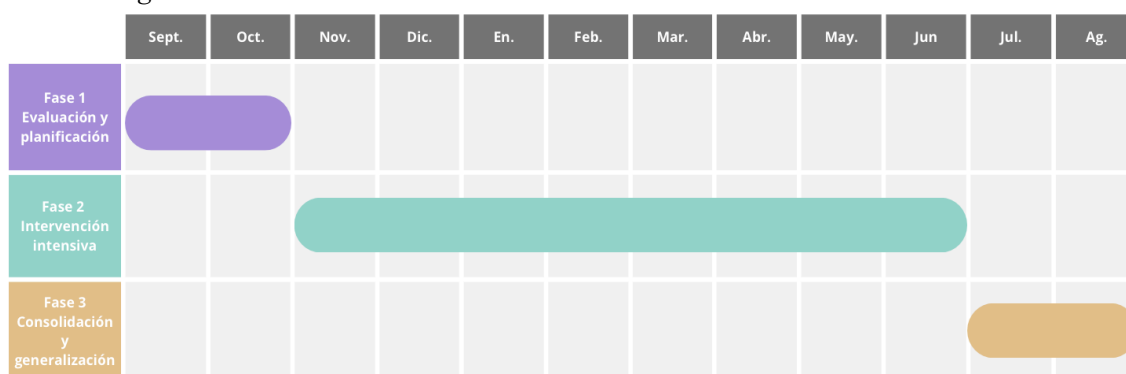 Sept. Oct. Nov. Dic. En. Feb. Mar. Abr. May. Jun Jul. Ag.
Fase 1
Evaluación y
planificación
Fase 2
Intervención
intensiva
Fase 3
Consolidación
y
generalización